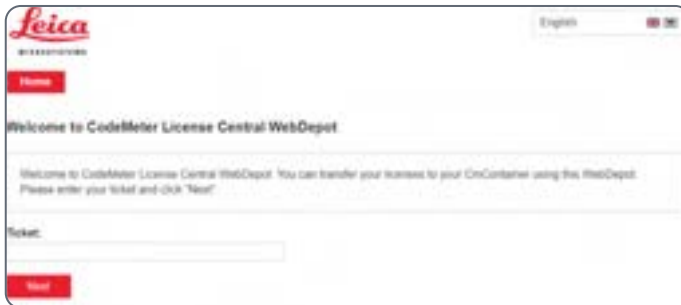 Leica
MICROSYSTEMS
English
Home
Welcome to CodeMeter License Central WebDepot
Welcome to CodeMeter License Central WebDepot. You can transfer your licenses to your CmContainer using this WebDepot.
Please enter your ticket and click "Next".
Ticket:
Next